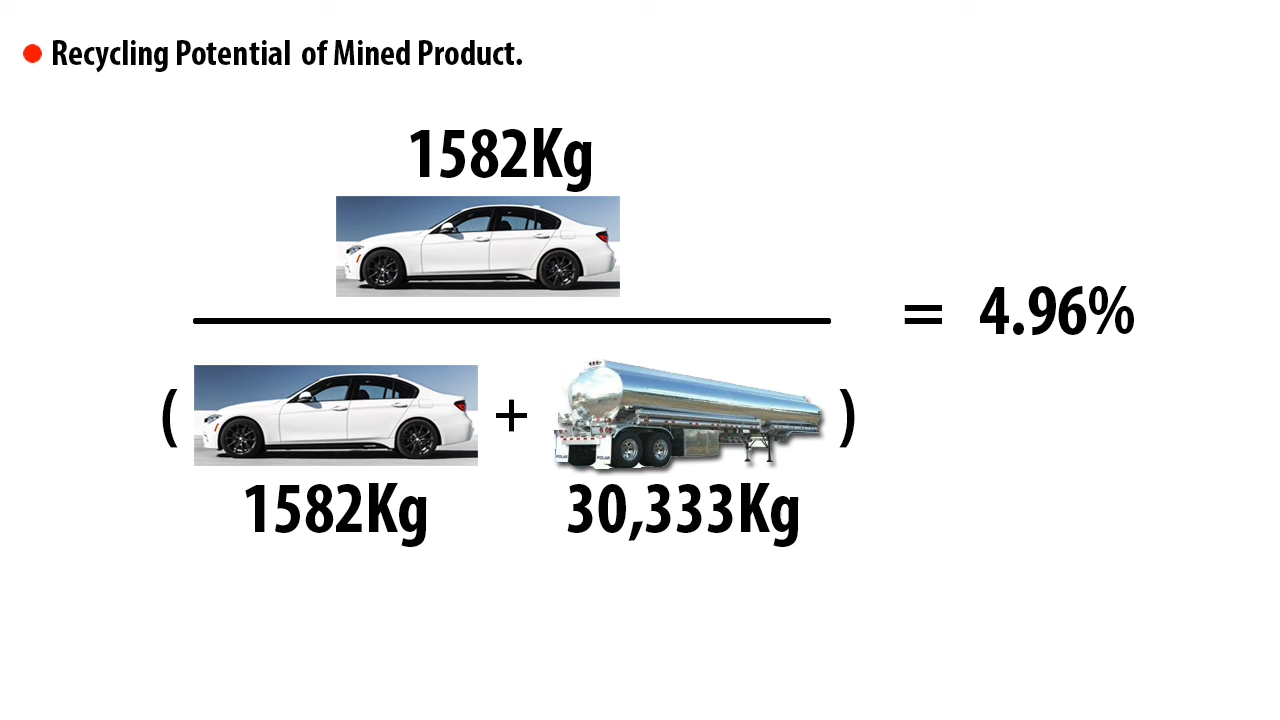 Recycling Potential of Mined Product.
1582Kg
= 4.96%
( + )
1582Kg 30,333Kg